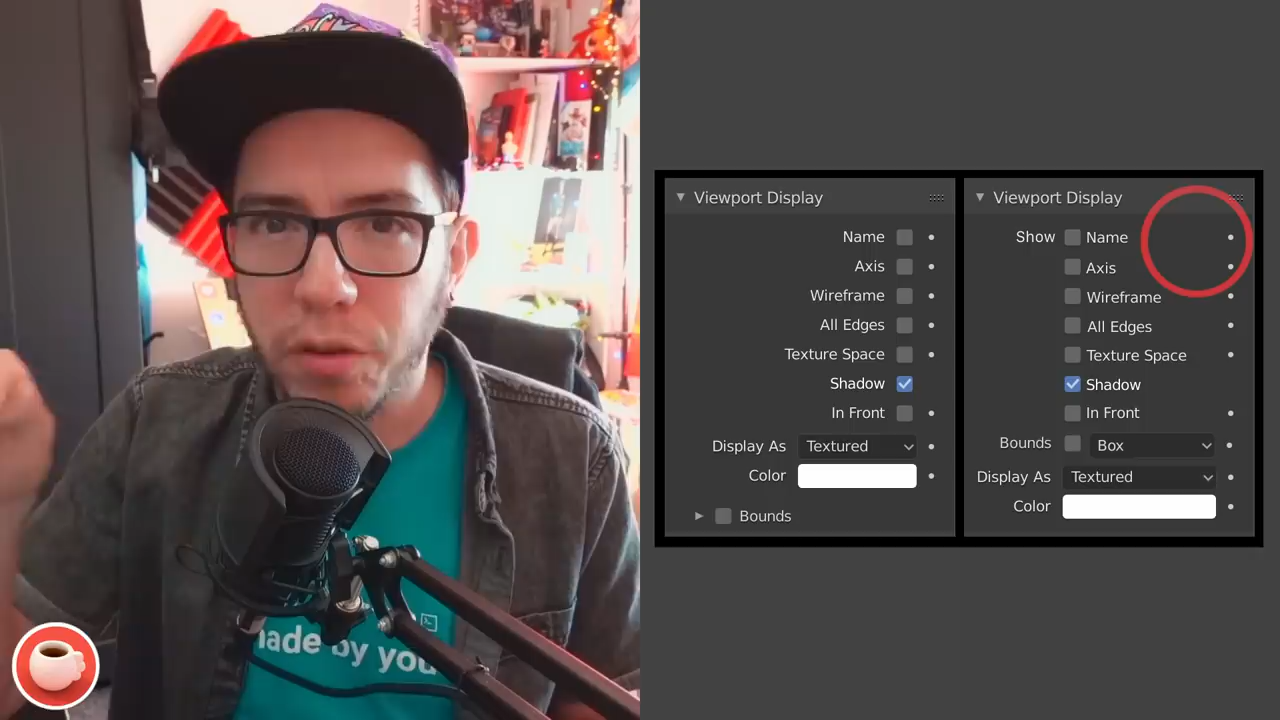 Viewport Display
Name
Axis
Wireframe
All Edges
Texture Space
Shadow
In Front
Display As Textured
Color
Bounds
Viewport Display
Show Name
Axis
Wireframe
All Edges
Texture Space
Shadow
In Front
Bounds Box
Display As Textured
Color
made by you